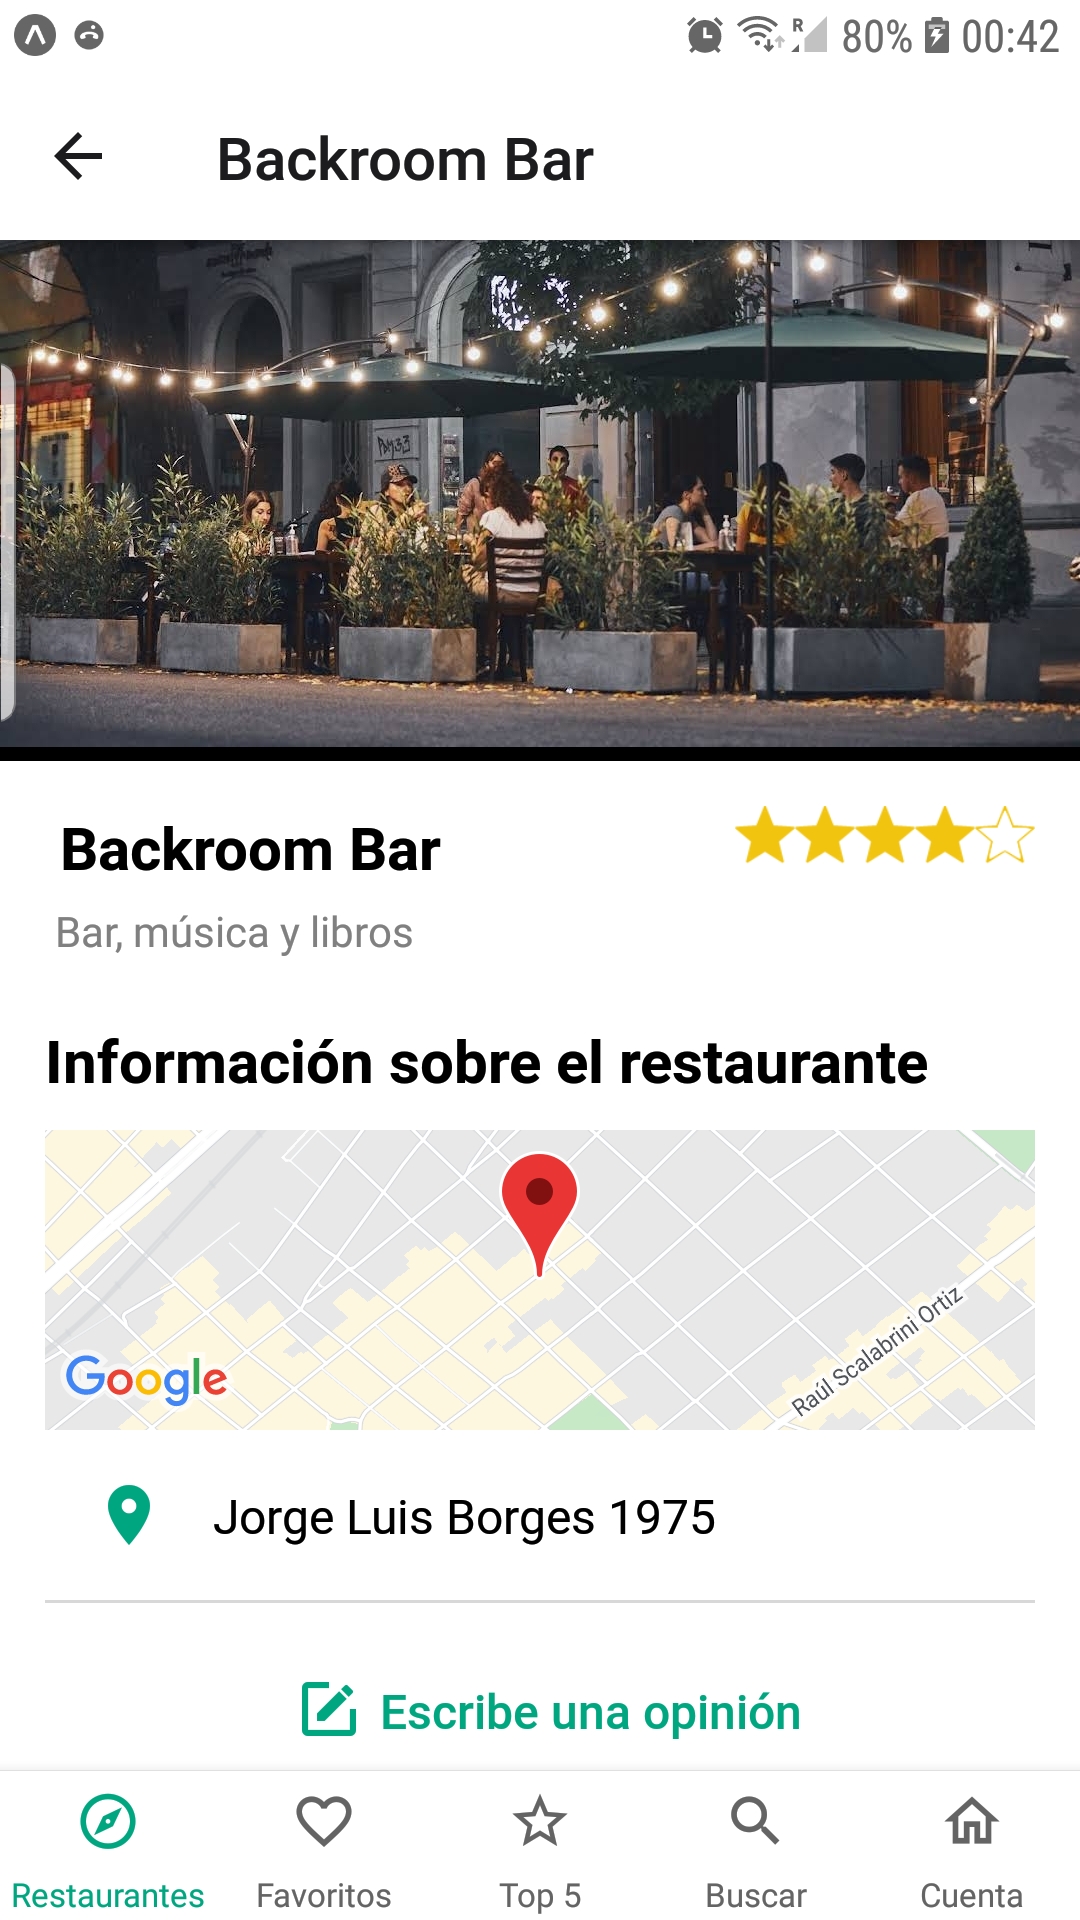 R 80% 00:42
Backroom Bar
PAM33
Backroom Bar
Bar, música y libros
Información sobre el restaurante
Raúl Scalabrini Ortiz
Google
Jorge Luis Borges 1975
Escribe una opinión
Restaurantes Favoritos Top 5 Buscar Cuenta